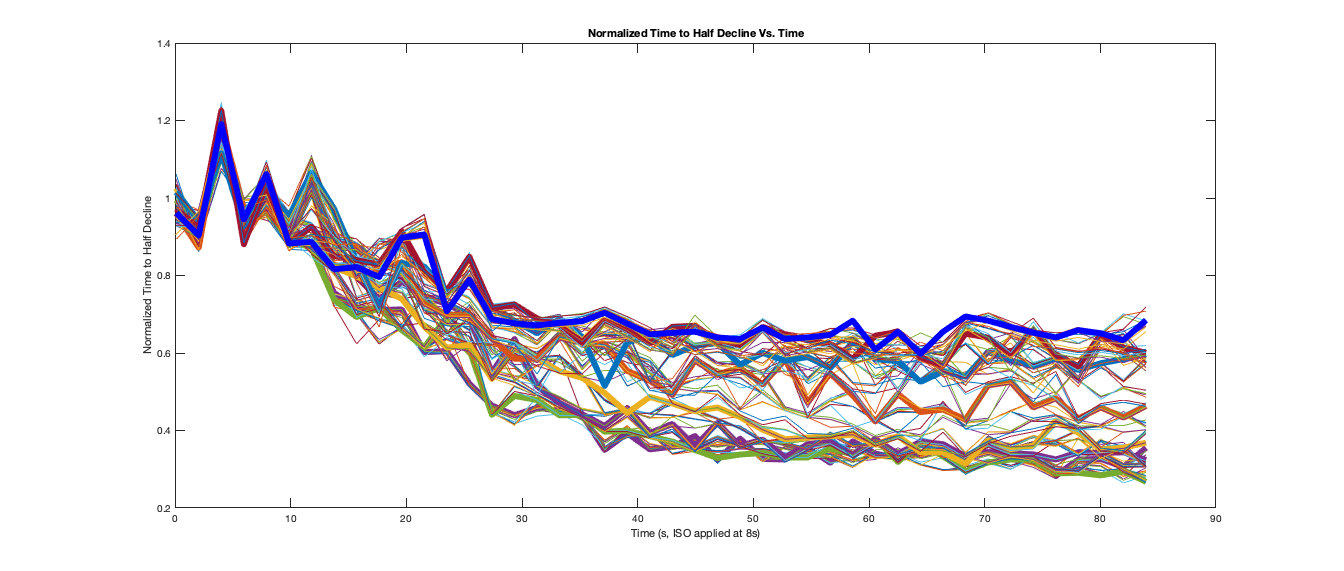 Normalized Time to Half Decline Vs. Time
1.4
1.2
1
0.8
0.6
0.4
0.2
Normalized Time to Half Decline
0 10 20 30 40 50 60 70 80 90
Time (s, ISO applied at 8s)